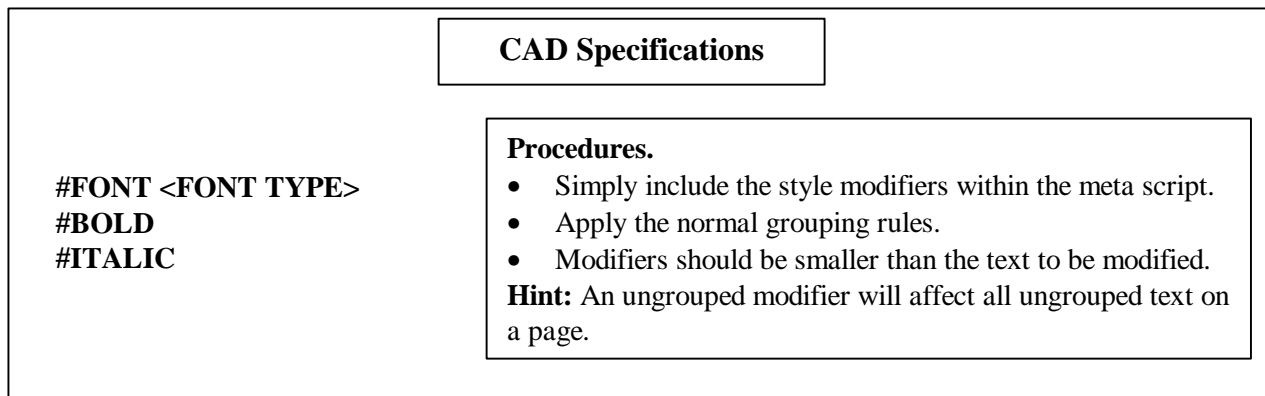 CAD Specifications
#FONT <FONT TYPE>
#BOLD
#ITALIC
Procedures.
• Simply include the style modifiers within the meta script.
• Apply the normal grouping rules.
• Modifiers should be smaller than the text to be modified.
Hint: An ungrouped modifier will affect all ungrouped text on
a page.